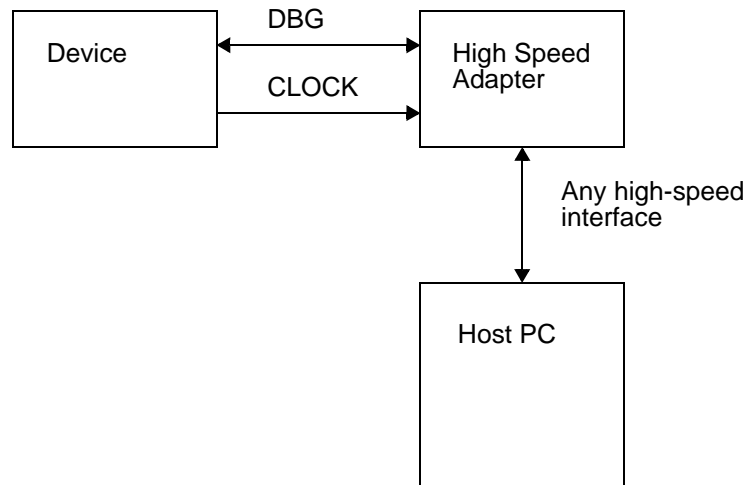 DBG
Device
High Speed
Adapter
CLOCK
Any high-speed
interface
Host PC